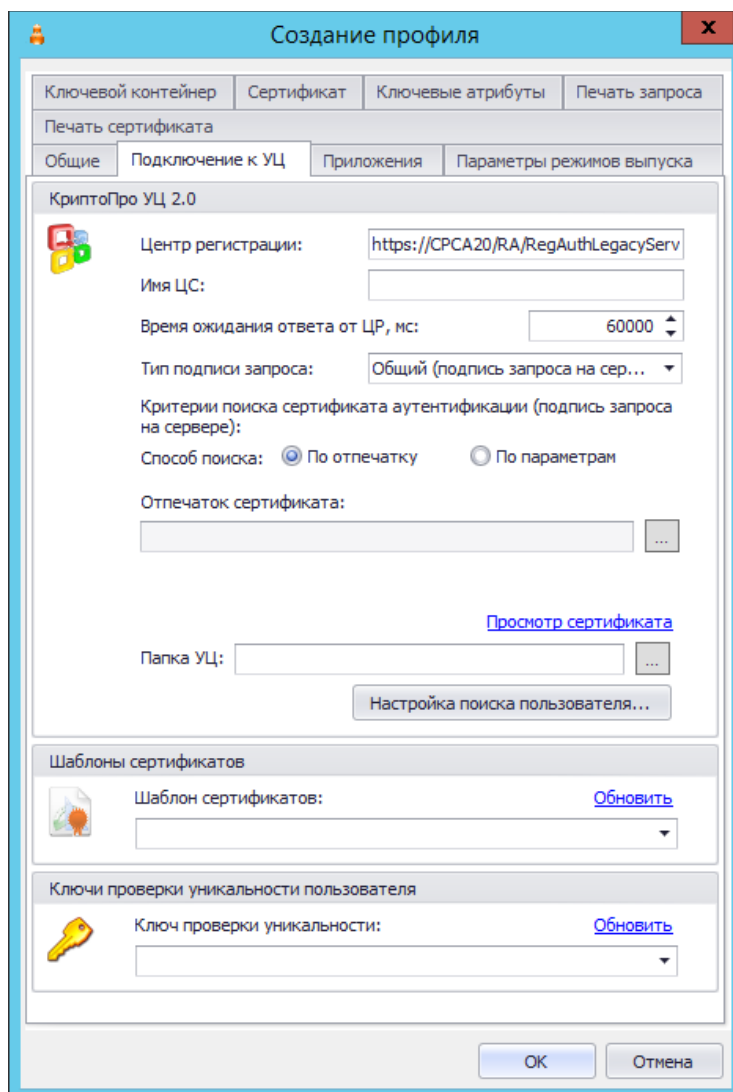 Создание профиля
x
Ключевой контейнер Сертификат Ключевые атрибуты Печать запроса
Печать сертификата
Общие Подключение к УЦ Приложения Параметры режимов выпуска
КриптоПро УЦ 2.0
Центр регистрации: https://CPCA20/RA/RegAuthLegacyServ
Имя ЦС:
Время ожидания ответа от ЦР, мс: 60000
Тип подписи запроса: Общий (подпись запроса на сер...
Критерии поиска сертификата аутентификации (подпись запроса
на сервере):
Способ поиска: По отпечатку По параметрам
Отпечаток сертификата:
...
Просмотр сертификата
Папка УЦ: ...
Настройка поиска пользователя...
Шаблоны сертификатов
Шаблон сертификатов: Обновить
Ключи проверки уникальности пользователя
Ключ проверки уникальности: Обновить
OK Отмена